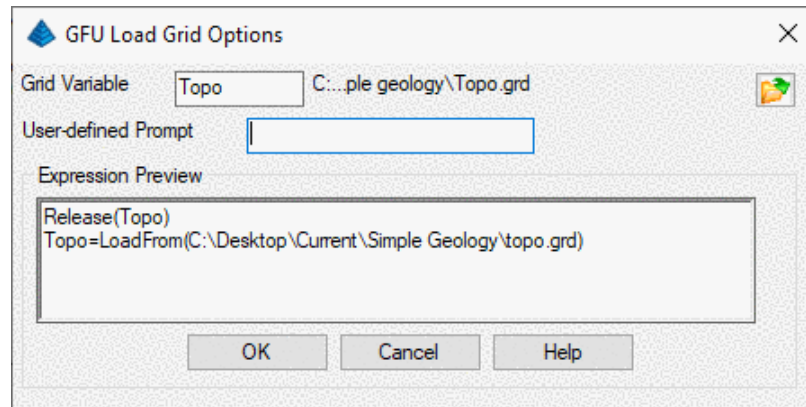 GFU Load Grid Options
Grid Variable Topo C:...ple geology\Topo.grd
User-defined Prompt
Expression Preview
Release(Topo)
Topo=LoadFrom(C:\Desktop\Current\Simple Geology\topo.grd)
OK Cancel Help